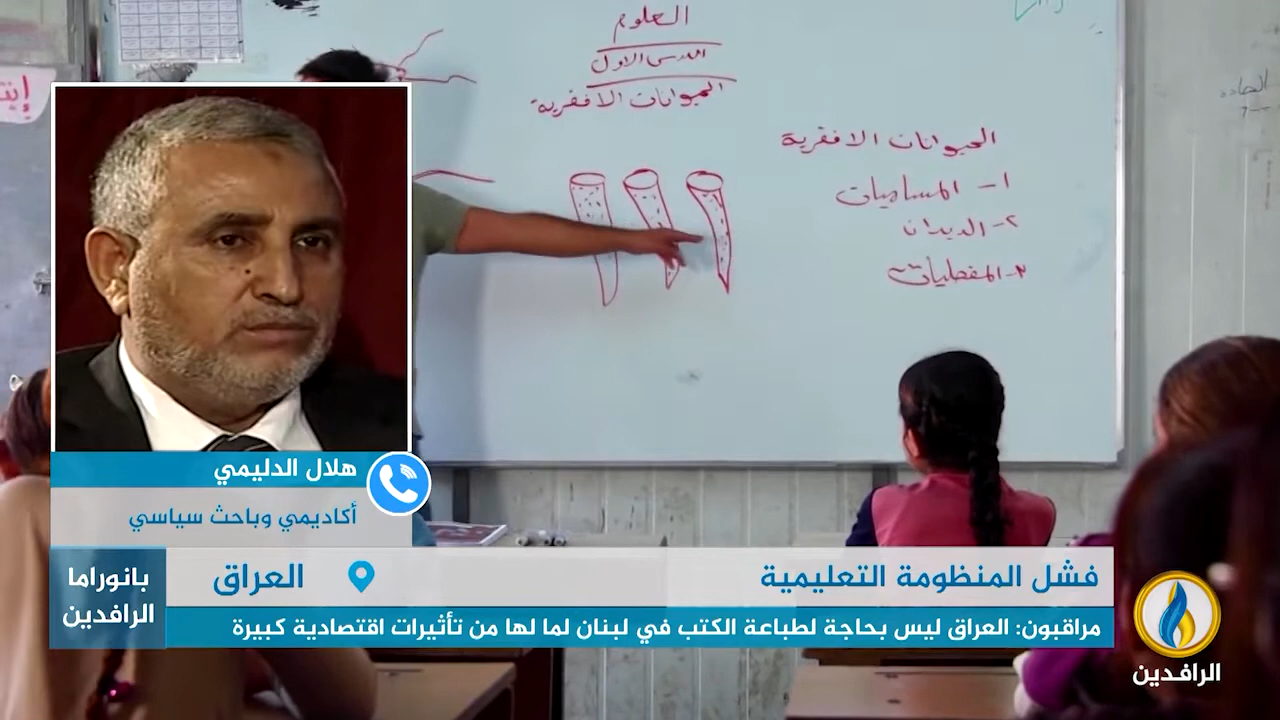 العلوم
الدرس الاول
الحيوانات الافقرية
الحيوانات الافقرية
١- المساميات
٢- الديدان
٣- المفصليات
هلال الدليمي
أكاديمي وباحث سياسي
فشل المنظومة التعليمية
العراق
بانوراما
الرافدين
مراقبون: العراق ليس بحاجة لطباعة الكتب في لبنان لما لها من تأثيرات اقتصادية كبيرة
الرافدين